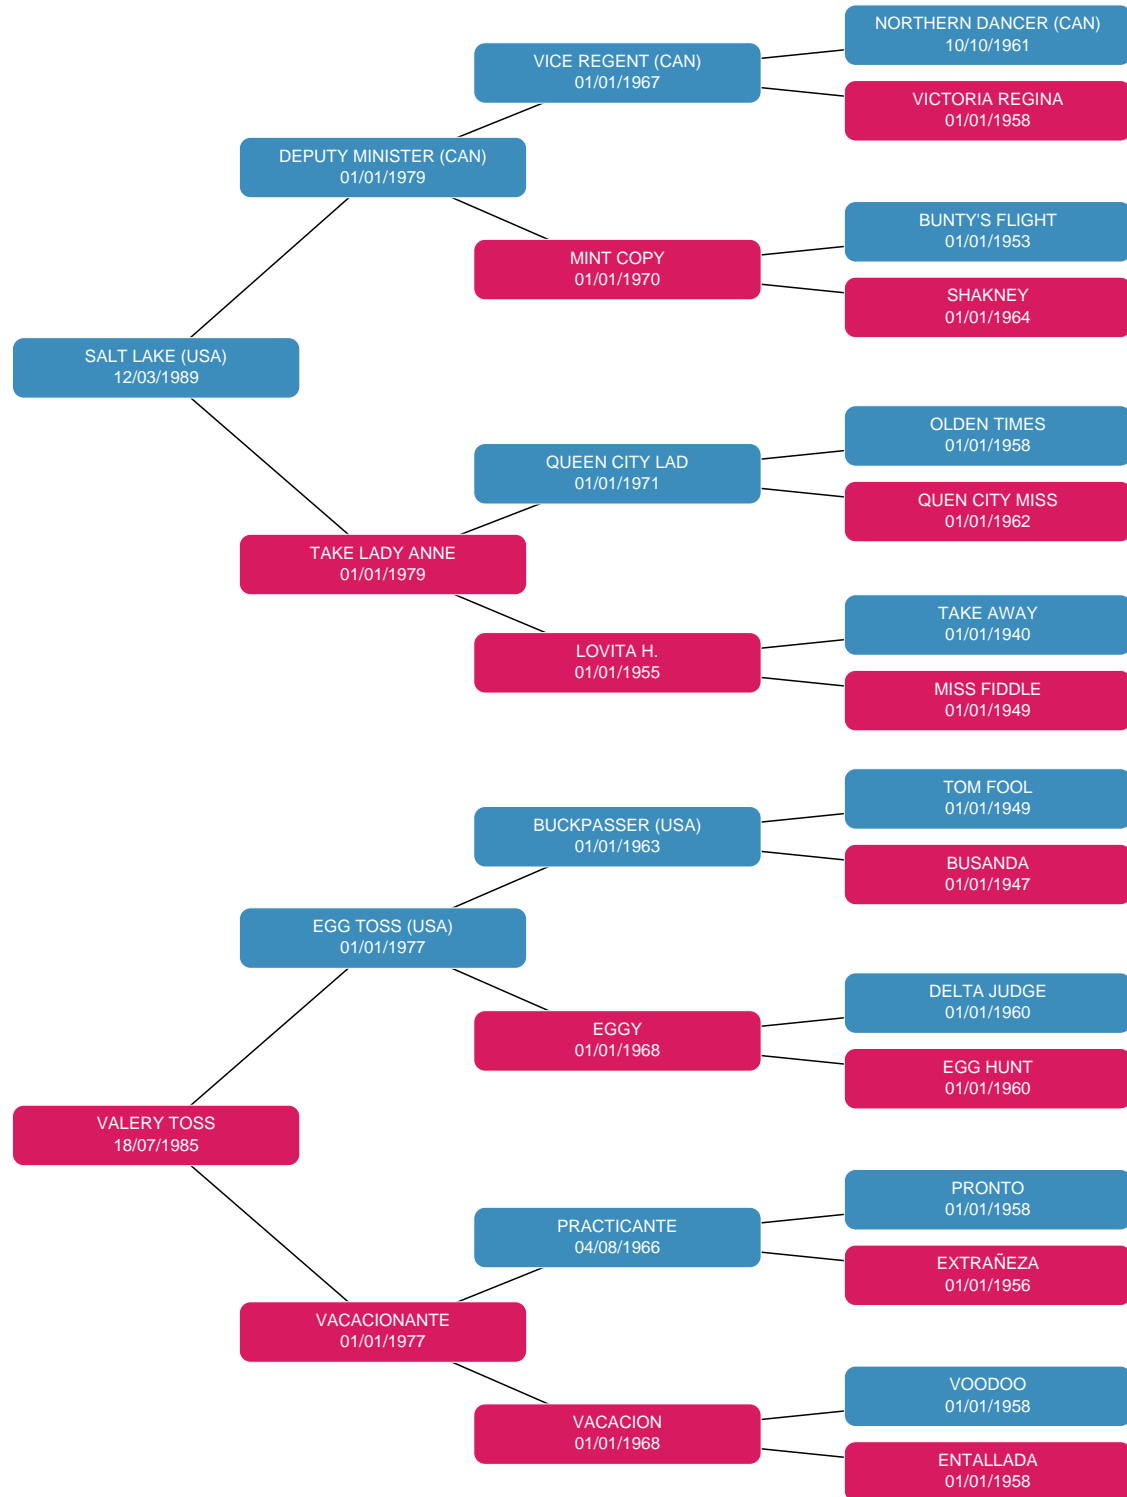 NORTHERN DANCER (CAN)
10/10/1961
VICE REGENT (CAN)
01/01/1967
VICTORIA REGINA
01/01/1958
DEPUTY MINISTER (CAN)
01/01/1979
BUNTY'S FLIGHT
01/01/1953
MINT COPY
01/01/1970
SHAKNEY
01/01/1964
SALT LAKE (USA)
12/03/1989
OLDEN TIMES
01/01/1958
QUEEN CITY LAD
01/01/1971
QUEN CITY MISS
01/01/1962
TAKE LADY ANNE
01/01/1979
TAKE AWAY
01/01/1940
LOVITA H.
01/01/1955
MISS FIDDLE
01/01/1949
TOM FOOL
01/01/1949
BUCKPASSER (USA)
01/01/1963
BUSANDA
01/01/1947
EGG TOSS (USA)
01/01/1977
DELTA JUDGE
01/01/1960
EGGY
01/01/1968
EGG HUNT
01/01/1960
VALERY TOSS
18/07/1985
PRONTO
01/01/1958
PRACTICANTE
04/08/1966
EXTRAÑEZA
01/01/1956
VACACIONANTE
01/01/1977
VOODOO
01/01/1958
VACACION
01/01/1968
ENTALLADA
01/01/1958